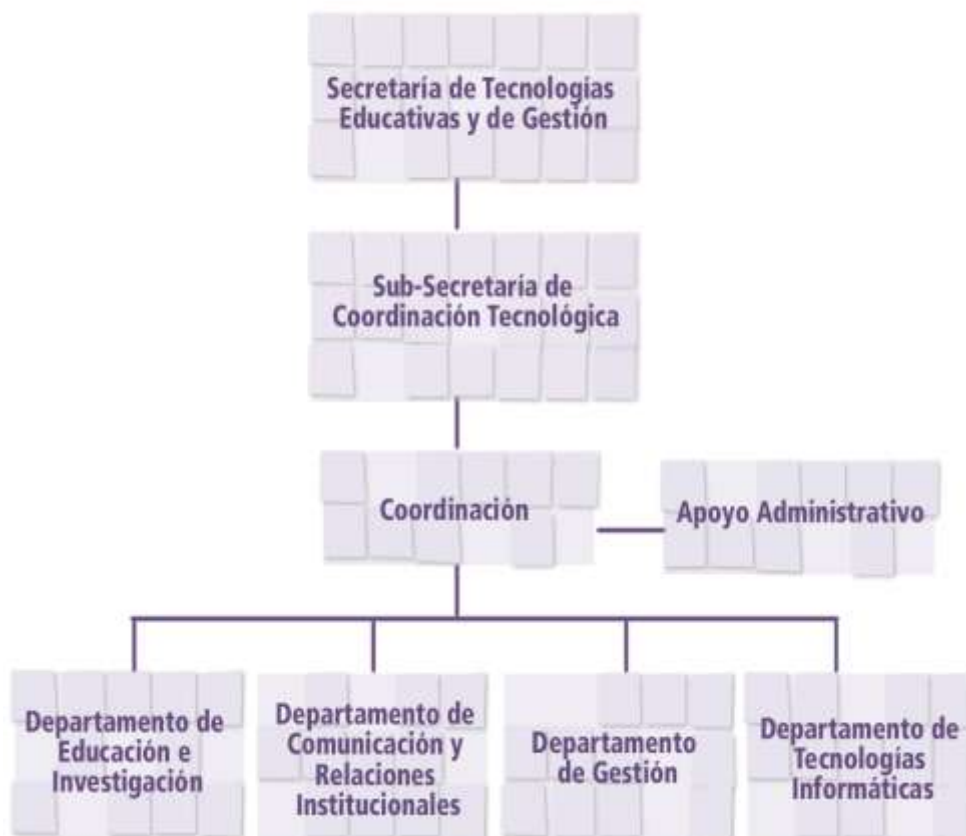 Secretaría de Tecnologías
Educativas y de Gestión
Sub-Secretaría de
Coordinación Tecnológica
Coordinación
Apoyo Administrativo
Departamento de
Educación e
Investigación
Departamento de
Comunicación y
Relaciones
Institucionales
Departamento
de Gestión
Departamento de
Tecnologías
Informáticas